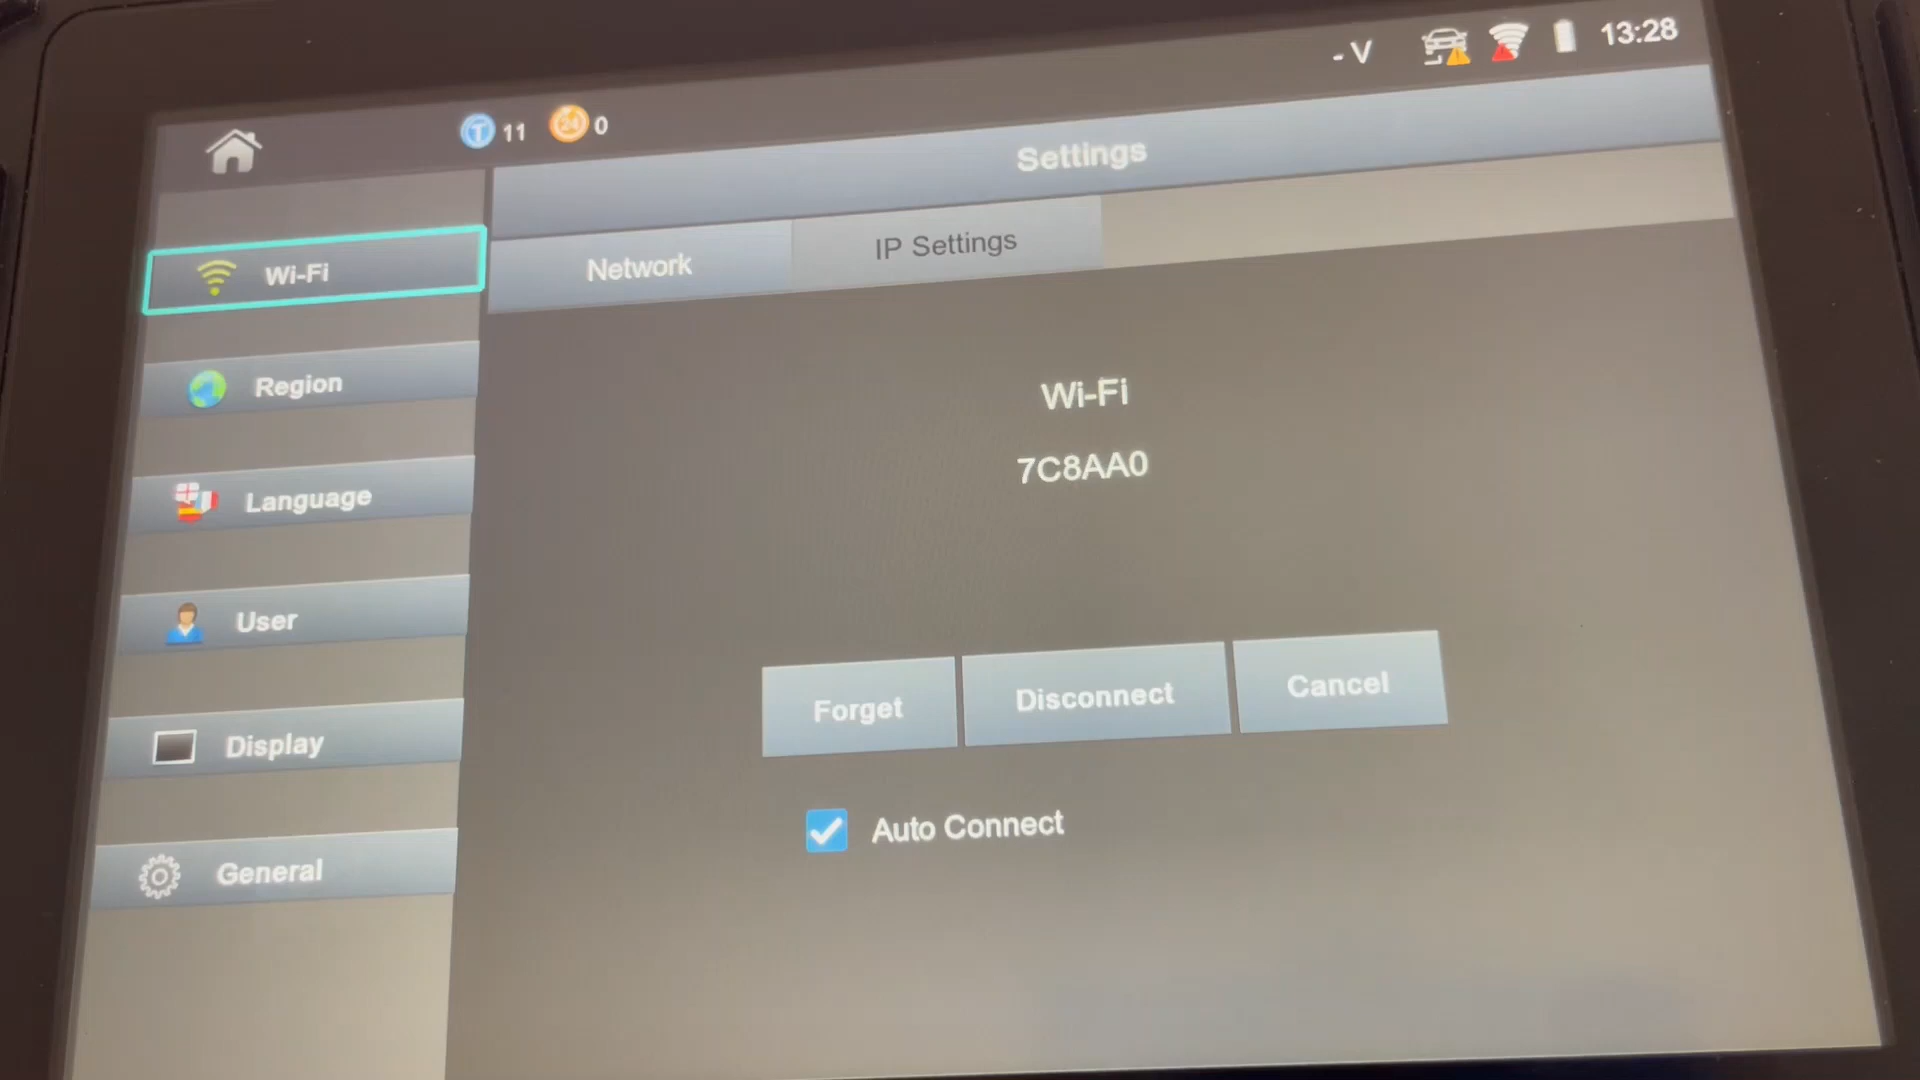 - V 13:28
T 11 24 0
Settings
Network IP Settings
Wi-Fi
Region
Language
User
Display
General
Wi-Fi
7C8AA0
Forget Disconnect Cancel
Auto Connect